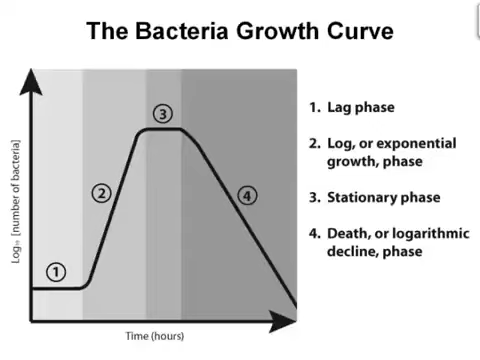 The Bacteria Growth Curve
Log₁₀ [number of bacteria]
1
2
3
4
Time (hours)
1. Lag phase
2. Log, or exponential
growth, phase
3. Stationary phase
4. Death, or logarithmic
decline, phase